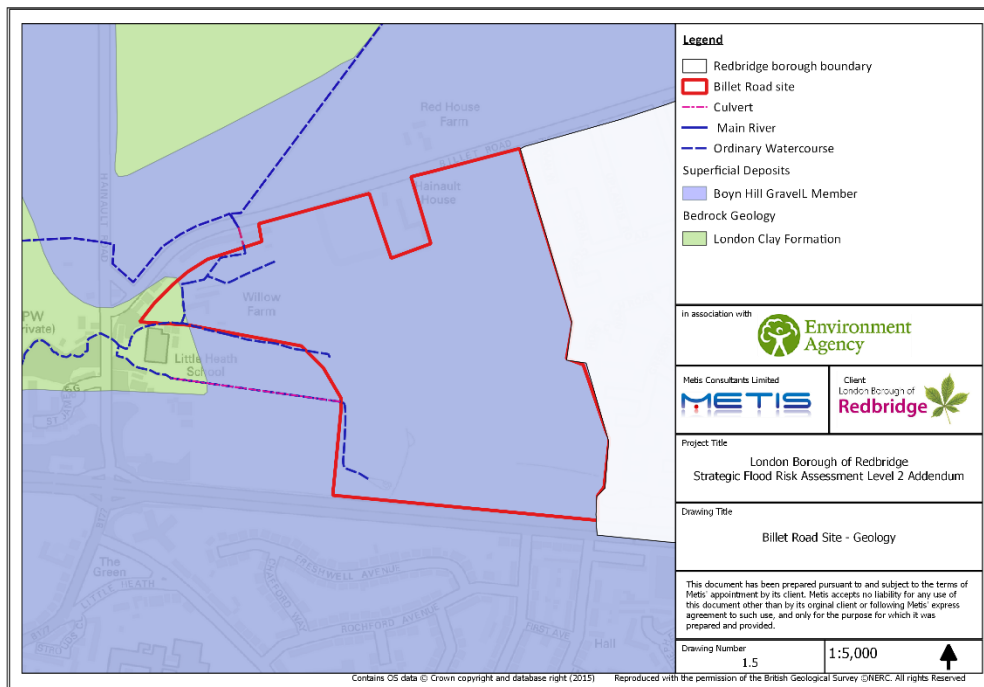 Red House
Farm
BILLET ROAD
Hainault
House
HAINAULT ROAD
Willow
Farm
PW
rivate)
Little Heath
School
The
Green
LITTLE HEATH
BRESHWELL AVENUE
ROCHFORD AVENUE
Hall
B177
B177
Legend
Redbridge borough boundary
Billet Road site
Culvert
Main River
Ordinary Watercourse
Superficial Deposits
Boyn Hill GravelL Member
Bedrock Geology
London Clay Formation
in association with
Environment
Agency
Metis Consultants Limited
METIS
Client
London Borough of
Redbridge
Project Title
London Borough of Redbridge
Strategic Flood Risk Assessment Level 2 Addendum
Drawing Title
Billet Road Site - Geology
This document has been prepared pursuant to and subject to the terms of
Metis' appointment by its client. Metis accepts no liability for any use of
this document other than by its orginal client or following Metis' express
agreement to such use, and only for the purpose for which it was
prepared and provided.
Drawing Number
1.5
1:5,000
Contains OS data © Crown copyright and database right (2015)
Reproduced with the permission of the British Geological Survey ©NERC. All rights Reserved